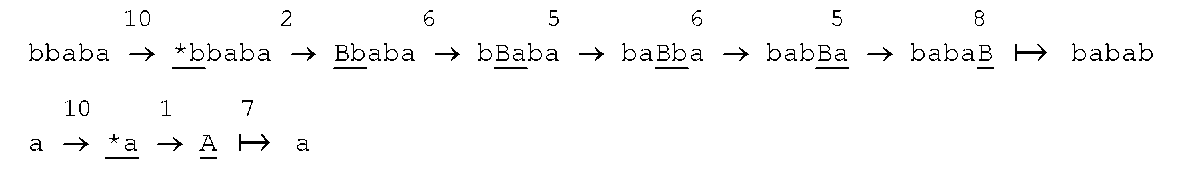 10 2 6 5 6 5 8
bbaba → *bbaba → Bbaba → bBaba → baBba → babBa → babaB ↦ babab
10 1 7
a → *a → A ↦ a